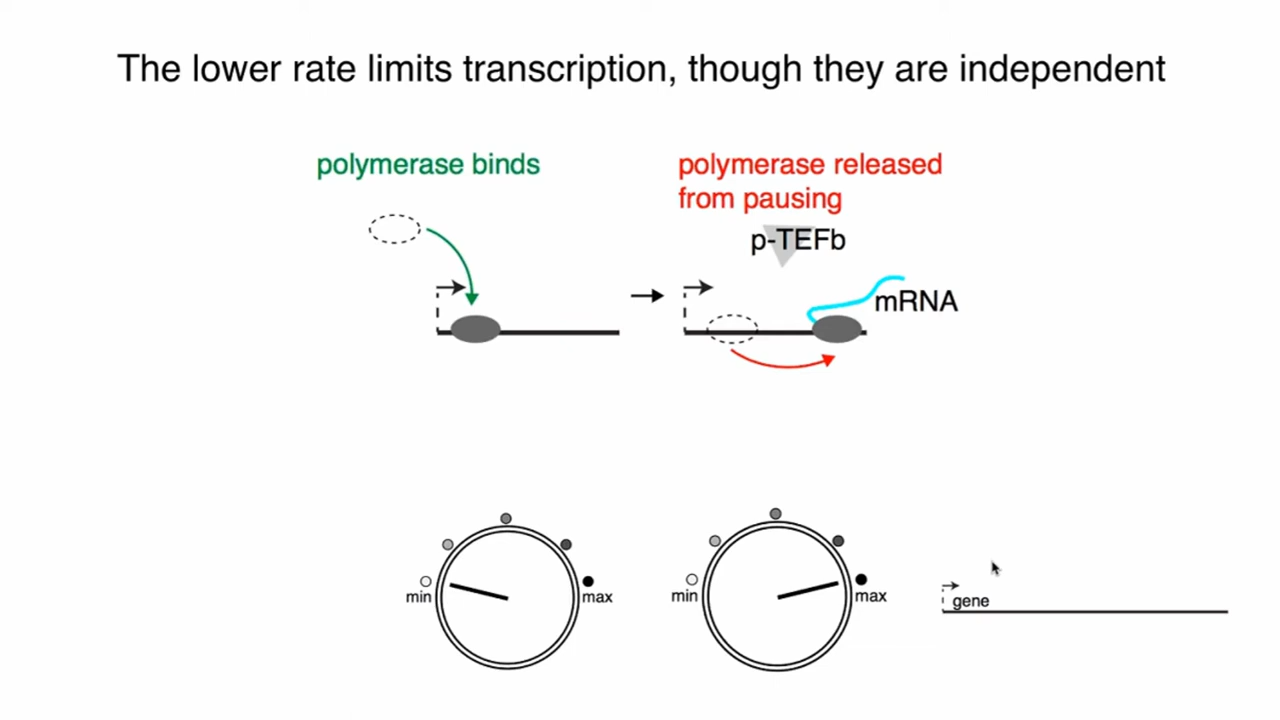 The lower rate limits transcription, though they are independent
polymerase binds
polymerase released
from pausing
p-TEFb
mRNA
min
max
min
max
gene